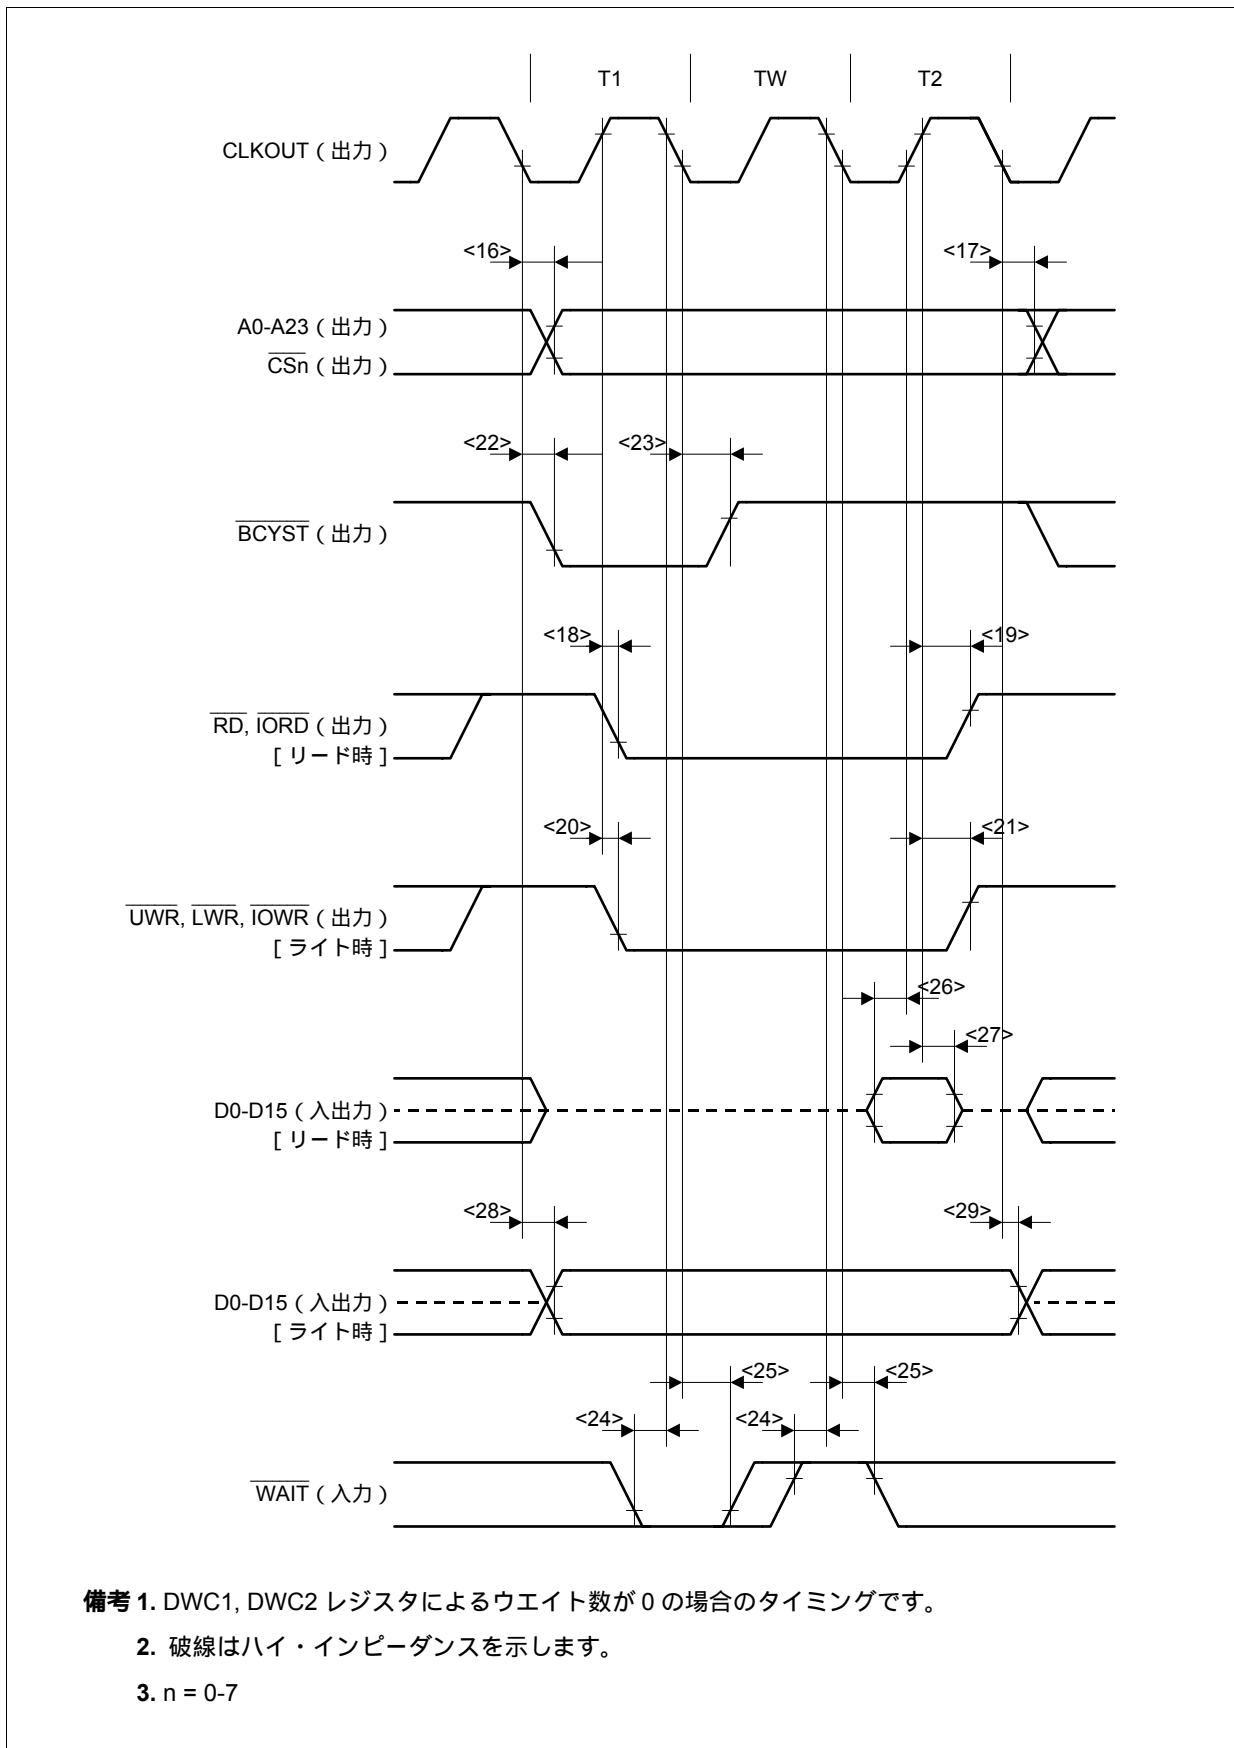 T1 TW T2
CLKOUT（出力）
<16> <17>
A0-A23（出力）
CSn（出力）
<22> <23>
BCYST（出力）
<18> <19>
RD, IORD（出力）
[ リード時 ]
<20> <21>
UWR, LWR, IOWR（出力）
[ ライト時 ]
<26>
<27>
D0-D15（入出力）
[ リード時 ]
<28> <29>
D0-D15（入出力）
[ ライト時 ]
<25> <25>
<24> <24>
WAIT（入力）
備考 1. DWC1, DWC2 レジスタによるウエイト数が 0 の場合のタイミングです。
2. 破線はハイ・インピーダンスを示します。
3. n = 0-7